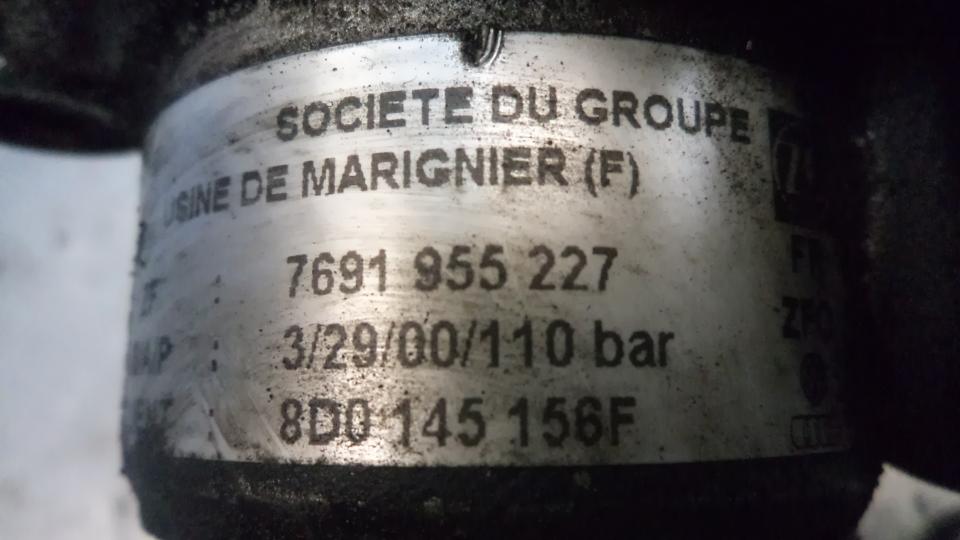 SOCIETE DU GROUPE
USINE DE MARIGNIER (F)
: 7691 955 227
: 3/29/00/110 bar
: 8D0 145 156F